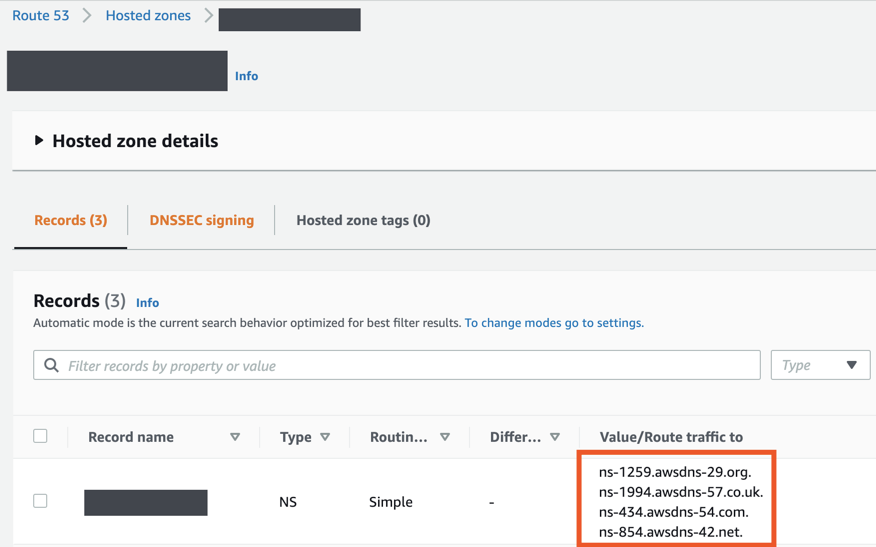 Route 53 Hosted zones
Info
Hosted zone details
Records (3) DNSSEC signing Hosted zone tags (0)
Records (3) Info
Automatic mode is the current search behavior optimized for best filter results. To change modes go to settings.
Filter records by property or value Type
Record name Type Routin... Differ... Value/Route traffic to
ns-1259.awsdns-29.org.
ns-1994.awsdns-57.co.uk.
NS Simple -
ns-434.awsdns-54.com.
ns-854.awsdns-42.net.